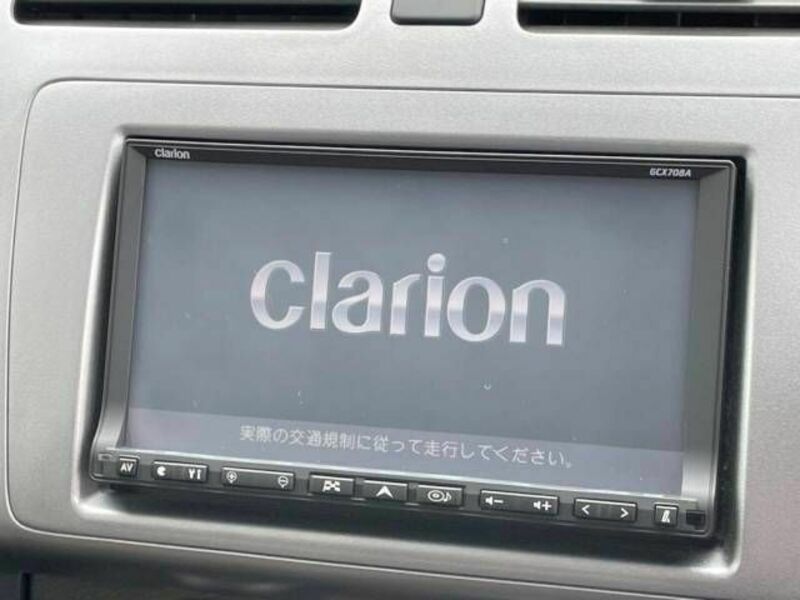 clarion
GCX708A
clarion
実際の交通規制に従って走行してください。
AV